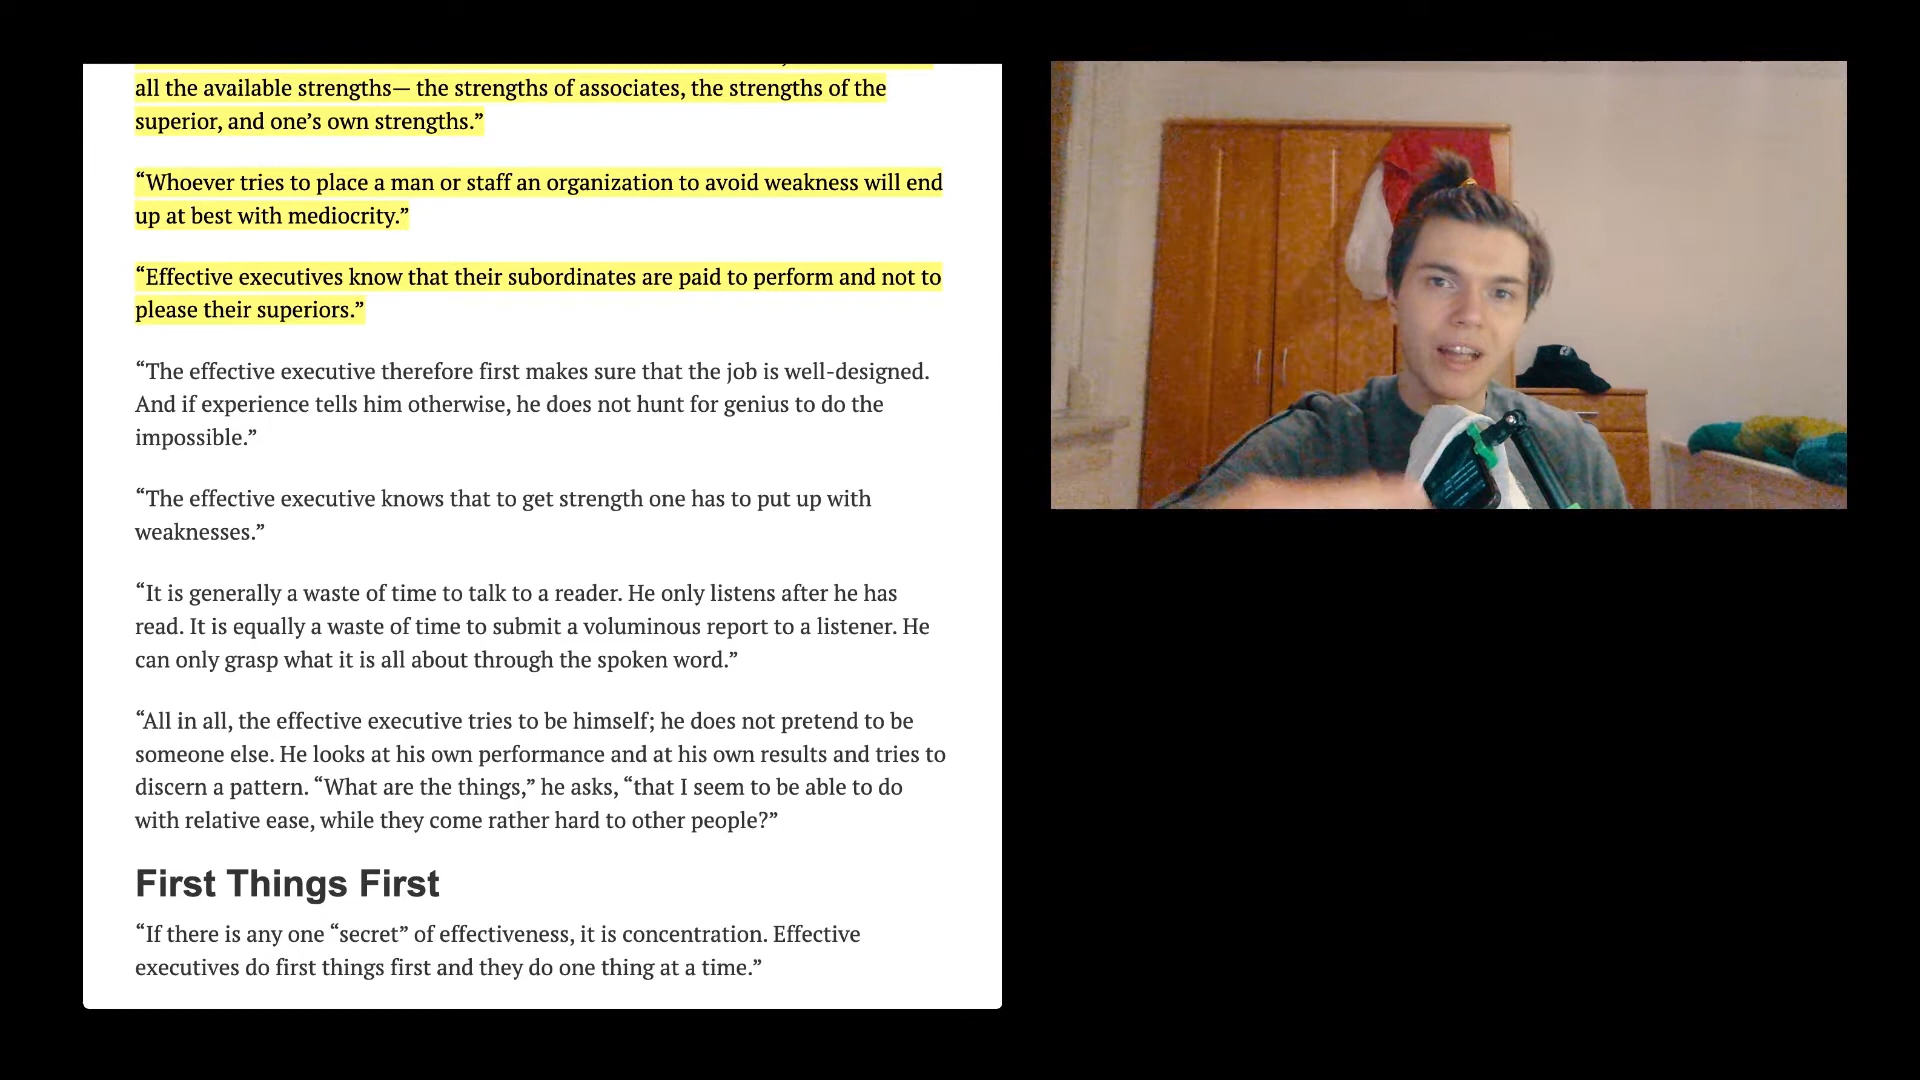 all the available strengths— the strengths of associates, the strengths of the
superior, and one’s own strengths.”
“Whoever tries to place a man or staff an organization to avoid weakness will end
up at best with mediocrity.”
“Effective executives know that their subordinates are paid to perform and not to
please their superiors.”
“The effective executive therefore first makes sure that the job is well-designed.
And if experience tells him otherwise, he does not hunt for genius to do the
impossible.”
“The effective executive knows that to get strength one has to put up with
weaknesses.”
“It is generally a waste of time to talk to a reader. He only listens after he has
read. It is equally a waste of time to submit a voluminous report to a listener. He
can only grasp what it is all about through the spoken word.”
“All in all, the effective executive tries to be himself; he does not pretend to be
someone else. He looks at his own performance and at his own results and tries to
discern a pattern. “What are the things,” he asks, “that I seem to be able to do
with relative ease, while they come rather hard to other people?”
First Things First
“If there is any one “secret” of effectiveness, it is concentration. Effective
executives do first things first and they do one thing at a time.”